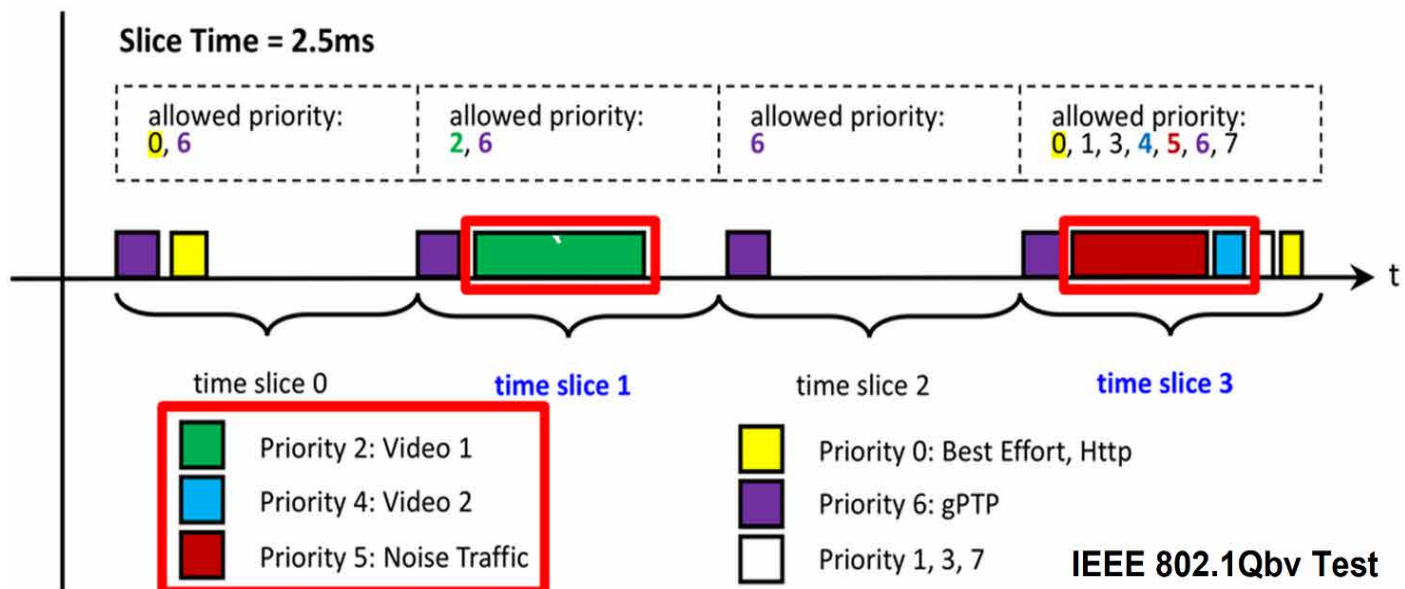 Slice Time = 2.5ms
allowed priority:
0, 6
allowed priority:
2, 6
allowed priority:
6
allowed priority:
0, 1, 3, 4, 5, 6, 7
t
time slice 0
time slice 1
time slice 2
time slice 3
Priority 2: Video 1
Priority 4: Video 2
Priority 5: Noise Traffic
Priority 0: Best Effort, Http
Priority 6: gPTP
Priority 1, 3, 7
IEEE 802.1Qbv Test